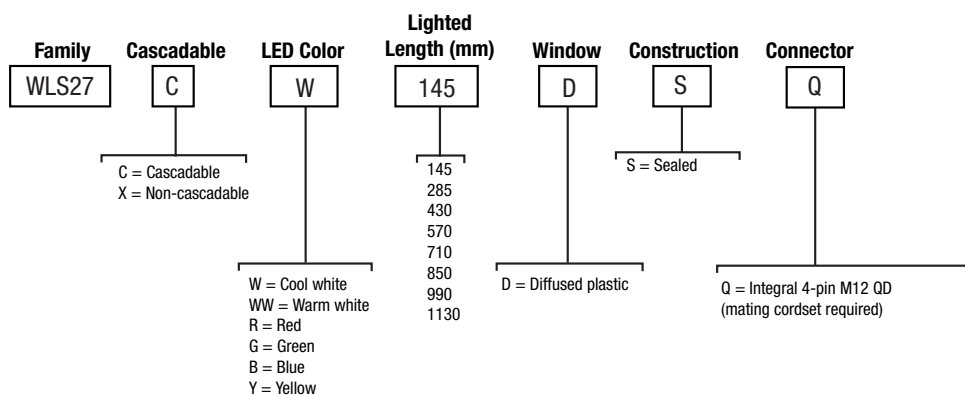 Family Cascadable LED Color Lighted Length (mm) Window Construction Connector
WLS27 C W 145 D S Q
C = Cascadable
X = Non-cascadable
W = Cool white
WW = Warm white
R = Red
G = Green
B = Blue
Y = Yellow
145
285
430
570
710
850
990
1130
D = Diffused plastic
S = Sealed
Q = Integral 4-pin M12 QD
(mating cordset required)